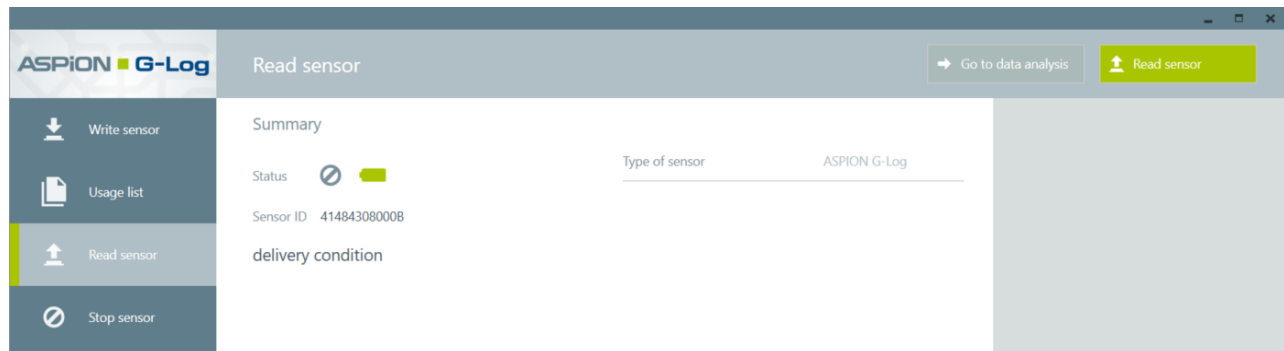 ASPION G-Log
Read sensor
Go to data analysis
Read sensor
Write sensor
Usage list
Read sensor
Stop sensor
Summary
Status
Sensor ID 41484308000B
delivery condition
Type of sensor ASPION G-Log